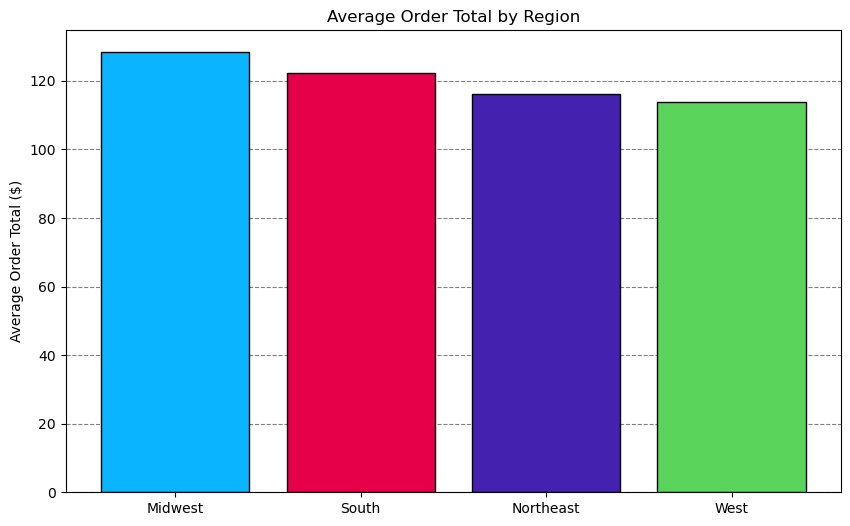 Average Order Total by Region
Average Order Total ($)
120
100
80
60
40
20
0
Midwest
South
Northeast
West